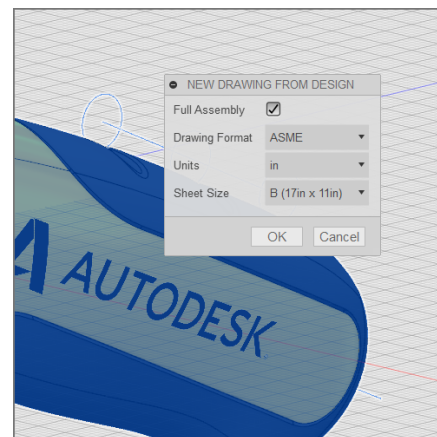 NEW DRAWING FROM DESIGN
Full Assembly
Drawing Format ASME
Units in
Sheet Size B (17in x 11in)
OK Cancel
AUTODESK